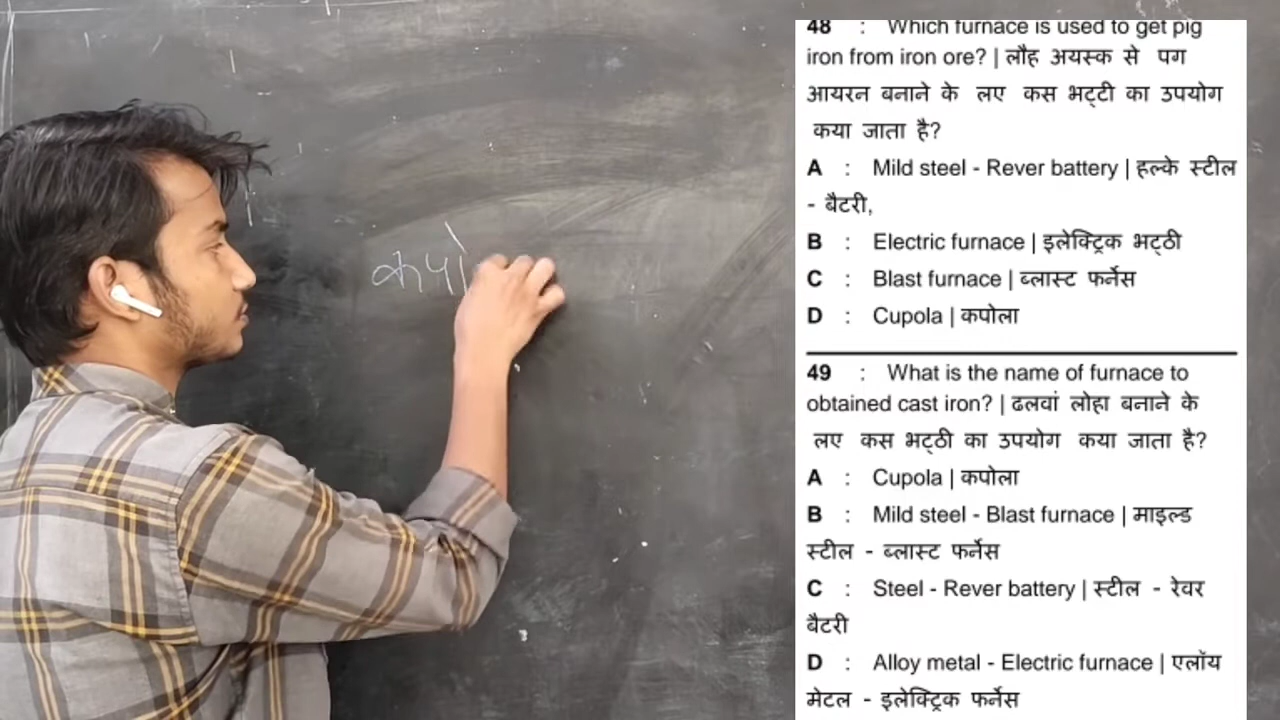 कपो
48 : Which furnace is used to get pig
iron from iron ore? | लौह अयस्क से पग
आयरन बनाने के लए कस भट्टी का उपयोग
कया जाता है?
A : Mild steel - Rever battery | हल्के स्टील
- बैटरी,
B : Electric furnace | इलेक्ट्रिक भट्ठी
C : Blast furnace | ब्लास्ट फर्नेस
D : Cupola | कपोला
49 : What is the name of furnace to
obtained cast iron? | ढलवां लोहा बनाने के
लए कस भट्ठी का उपयोग कया जाता है?
A : Cupola | कपोला
B : Mild steel - Blast furnace | माइल्ड
स्टील - ब्लास्ट फर्नेस
C : Steel - Rever battery | स्टील - रेवर
बैटरी
D : Alloy metal - Electric furnace | एलॉय
मेटल - इलेक्ट्रिक फर्नेस